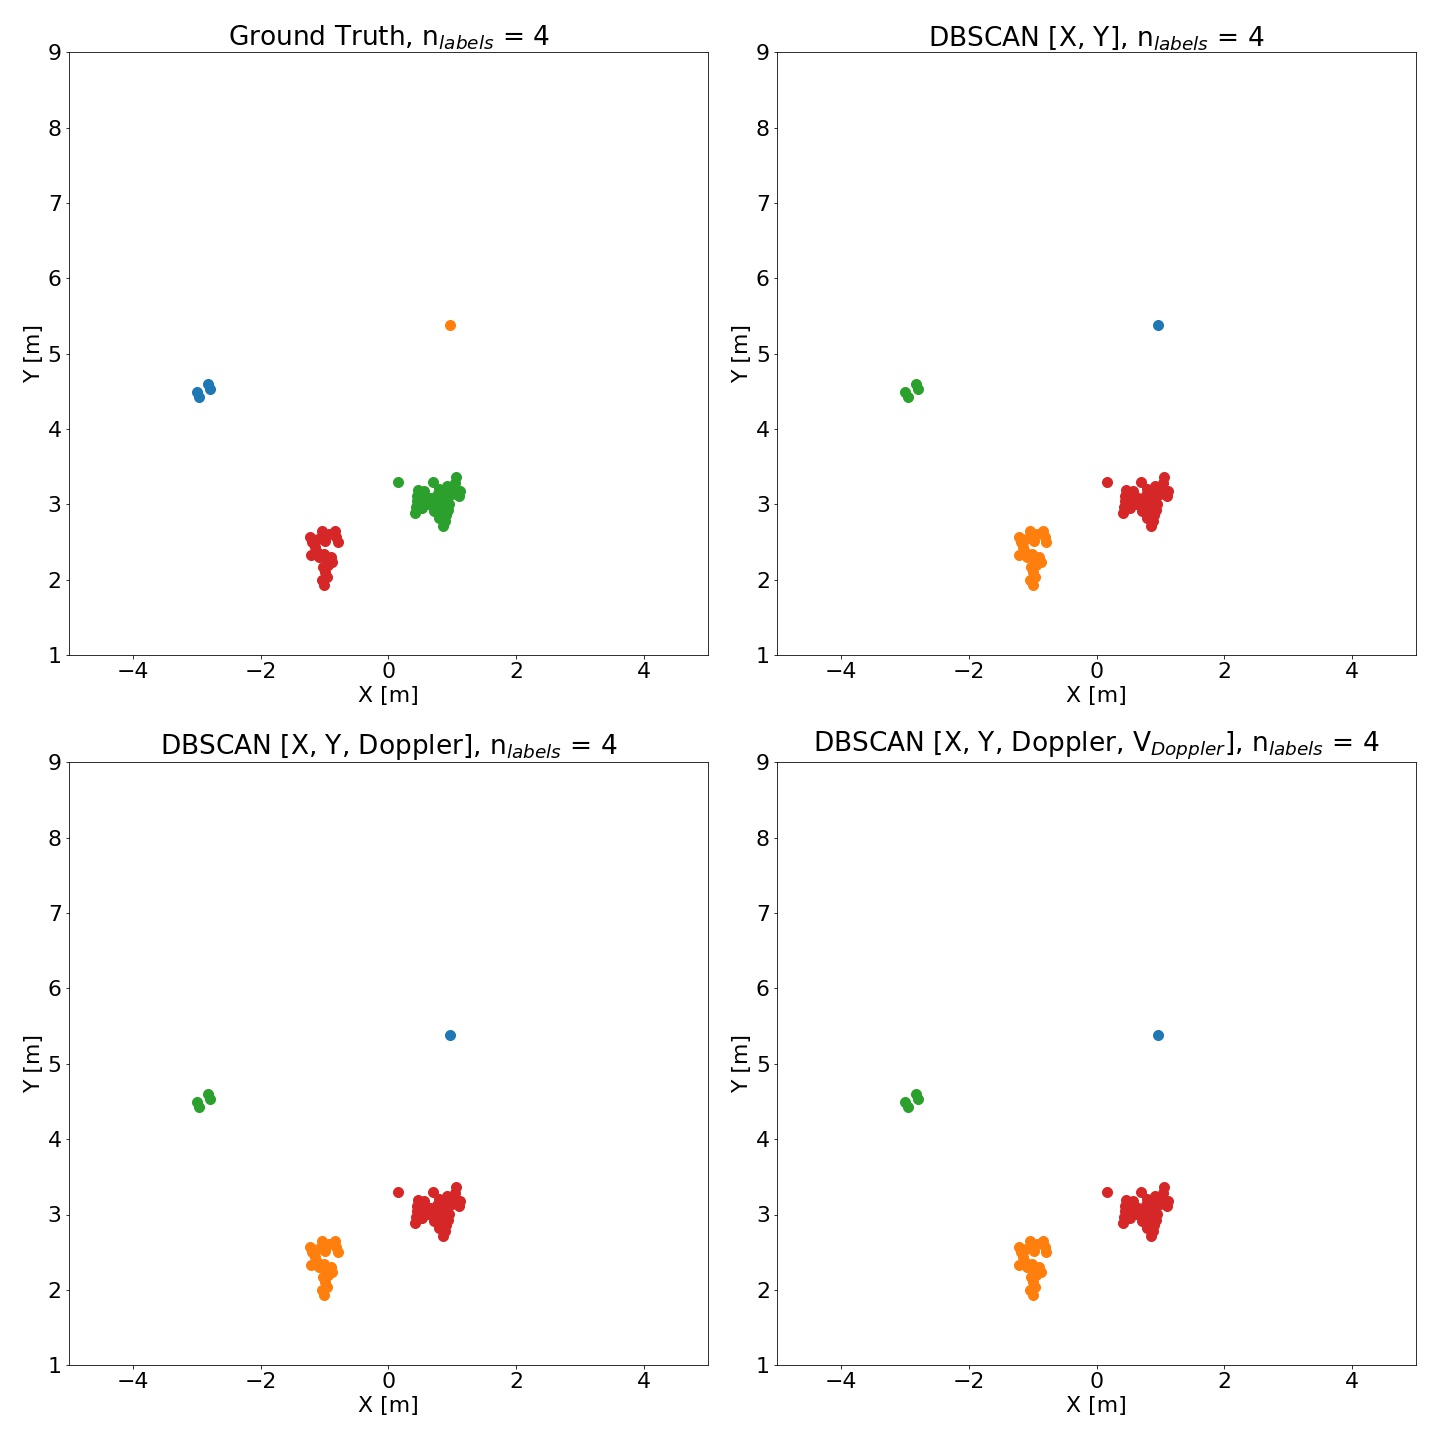 Ground Truth, n_labels = 4
9
8
7
6
5
4
3
2
1
Y [m]
−4 −2 0 2 4
X [m]
DBSCAN [X, Y], n_labels = 4
9
8
7
6
5
4
3
2
1
Y [m]
−4 −2 0 2 4
X [m]
DBSCAN [X, Y, Doppler], n_labels = 4
9
8
7
6
5
4
3
2
1
Y [m]
−4 −2 0 2 4
X [m]
DBSCAN [X, Y, Doppler, V_Doppler], n_labels = 4
9
8
7
6
5
4
3
2
1
Y [m]
−4 −2 0 2 4
X [m]